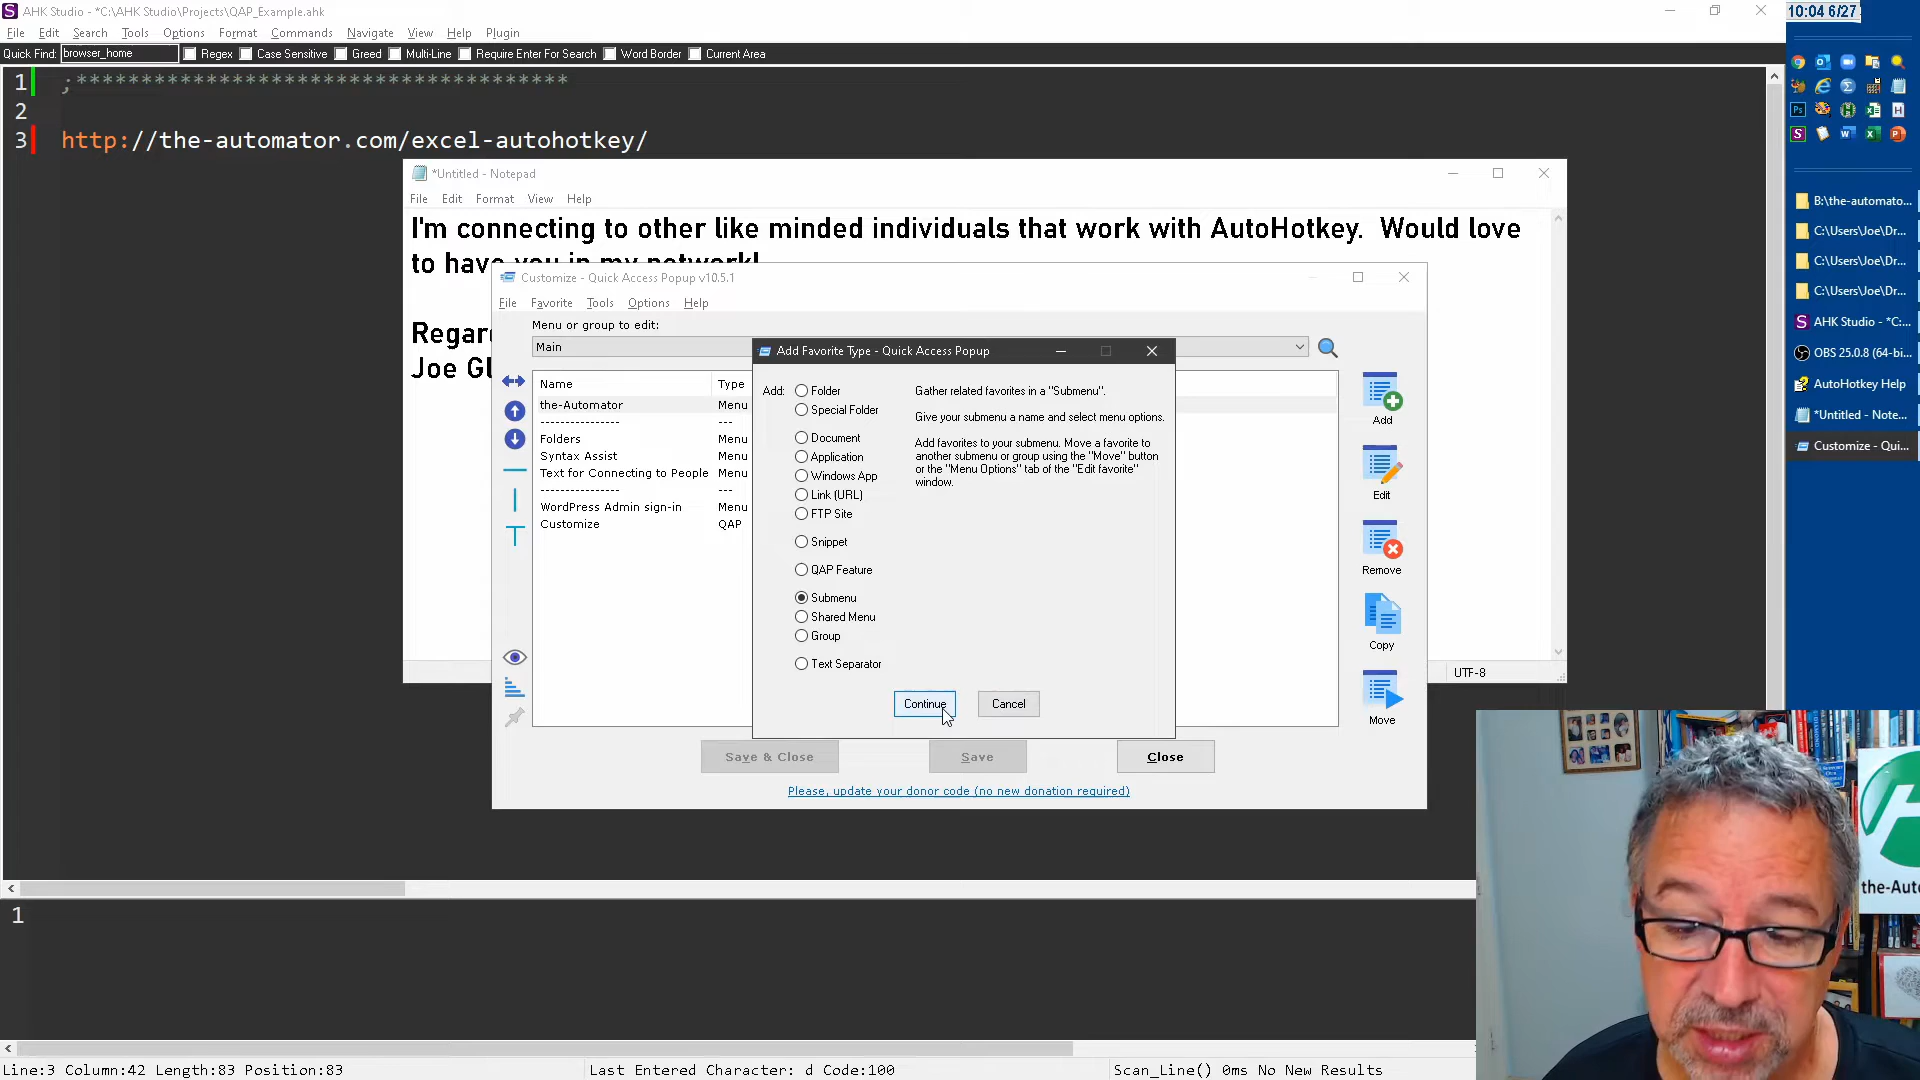 AHK Studio - *C:\AHK Studio\Projects\QAP_Example.ahk
File Edit Search Tools Options Format Commands Navigate View Help Plugin
Quick Find: browser_home Regex Case Sensitive Greed Multi-Line Require Enter For Search Word Border Current Area
1 ;**************************************
2
3 http://the-automator.com/excel-autohotkey/
*Untitled - Notepad
File Edit Format View Help
I'm connecting to other like minded individuals that work with AutoHotkey. Would love
to have you in my network!
Regar
Joe Gl
UTF-8
Customize - Quick Access Popup v10.5.1
File Favorite Tools Options Help
Menu or group to edit:
Main
Name Type
the-Automator Menu
---------------- ---
Folders Menu
Syntax Assist Menu
Text for Connecting to People Menu
---------------- ---
WordPress Admin sign-in Menu
Customize QAP
Add
Edit
Remove
Copy
Move
Save & Close Save Close
Please, update your donor code (no new donation required)
Add Favorite Type - Quick Access Popup
Add: Folder
Special Folder
Document
Application
Windows App
Link (URL)
FTP Site
Snippet
QAP Feature
Submenu
Shared Menu
Group
Text Separator
Gather related favorites in a "Submenu".
Give your submenu a name and select menu options.
Add favorites to your submenu. Move a favorite to
another submenu or group using the "Move" button
or the "Menu Options" tab of the "Edit favorite"
window.
Continue Cancel
10:04 6/27
B:\the-automato...
C:\Users\Joe\Dr...
C:\Users\Joe\Dr...
C:\Users\Joe\Dr...
AHK Studio - *C:...
OBS 25.0.8 (64-bi...
AutoHotkey Help
*Untitled - Note...
Customize - Qui...
the-Aut
1
Line:3 Column:42 Length:83 Position:83
Last Entered Character: d Code:100
Scan_Line() 0ms No New Results